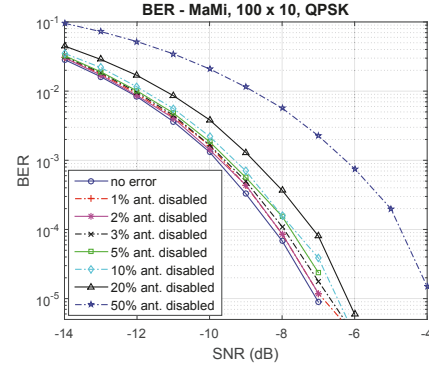 BER - MaMi, 100 x 10, QPSK
10-1
10-2
10-3
10-4
10-5
BER
no error
1% ant. disabled
2% ant. disabled
3% ant. disabled
5% ant. disabled
10% ant. disabled
20% ant. disabled
50% ant. disabled
-14 -12 -10 -8 -6 -4
SNR (dB)